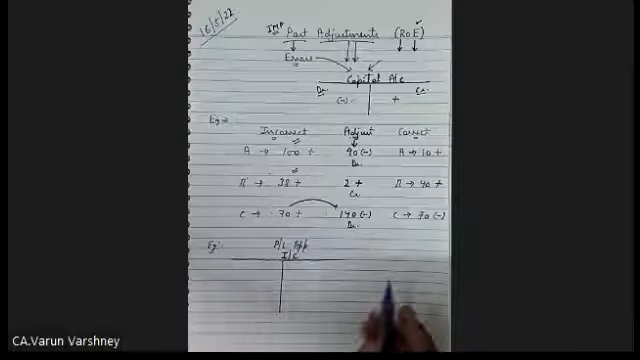 16/5/22
IMP Past Adjustments (RoE)
Errors
Capital A/c
Dr. Cr.
(-) +
Eg:-
Incorrect Adjust Correct
A → 100 + 90 (-) A → 10 +
Dr.
B → 38 + 2 + B → 40 +
Cr.
C → 70 + 140 (-) C → 70 (-)
Dr.
Eg:- P/L App
I/C
CA.Varun Varshney